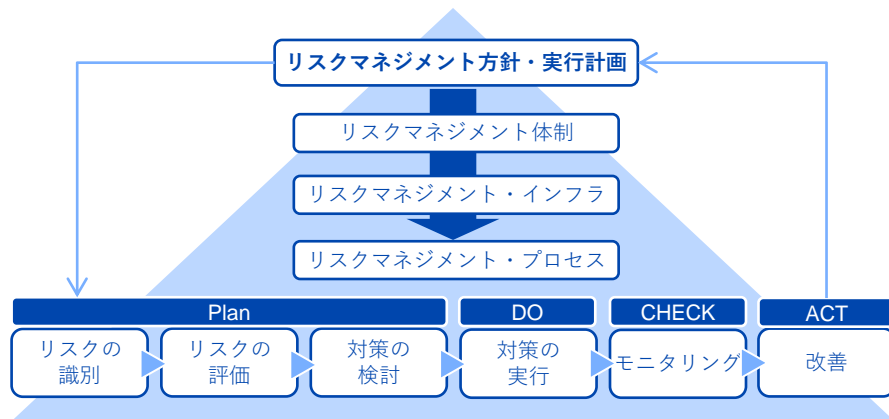 リスクマネジメント方針・実行計画
リスクマネジメント体制
リスクマネジメント・インフラ
リスクマネジメント・プロセス
Plan
DO
CHECK
ACT
リスクの
識別
リスクの
評価
対策の
検討
対策の
実行
モニタリング
改善